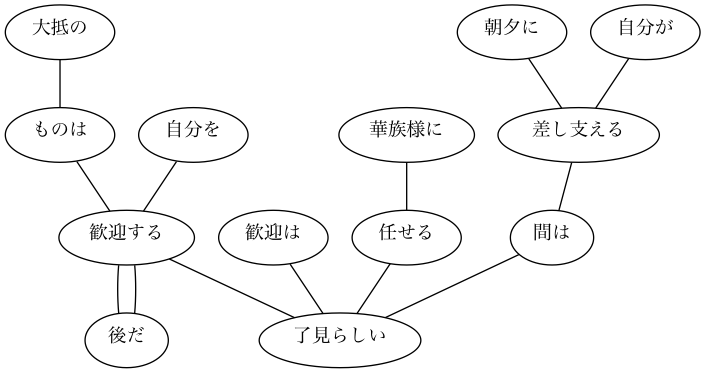 大抵の
朝夕に
自分が
ものは
自分を
華族様に
差し支える
歓迎する
歓迎は
任せる
間は
後だ
了見らしい